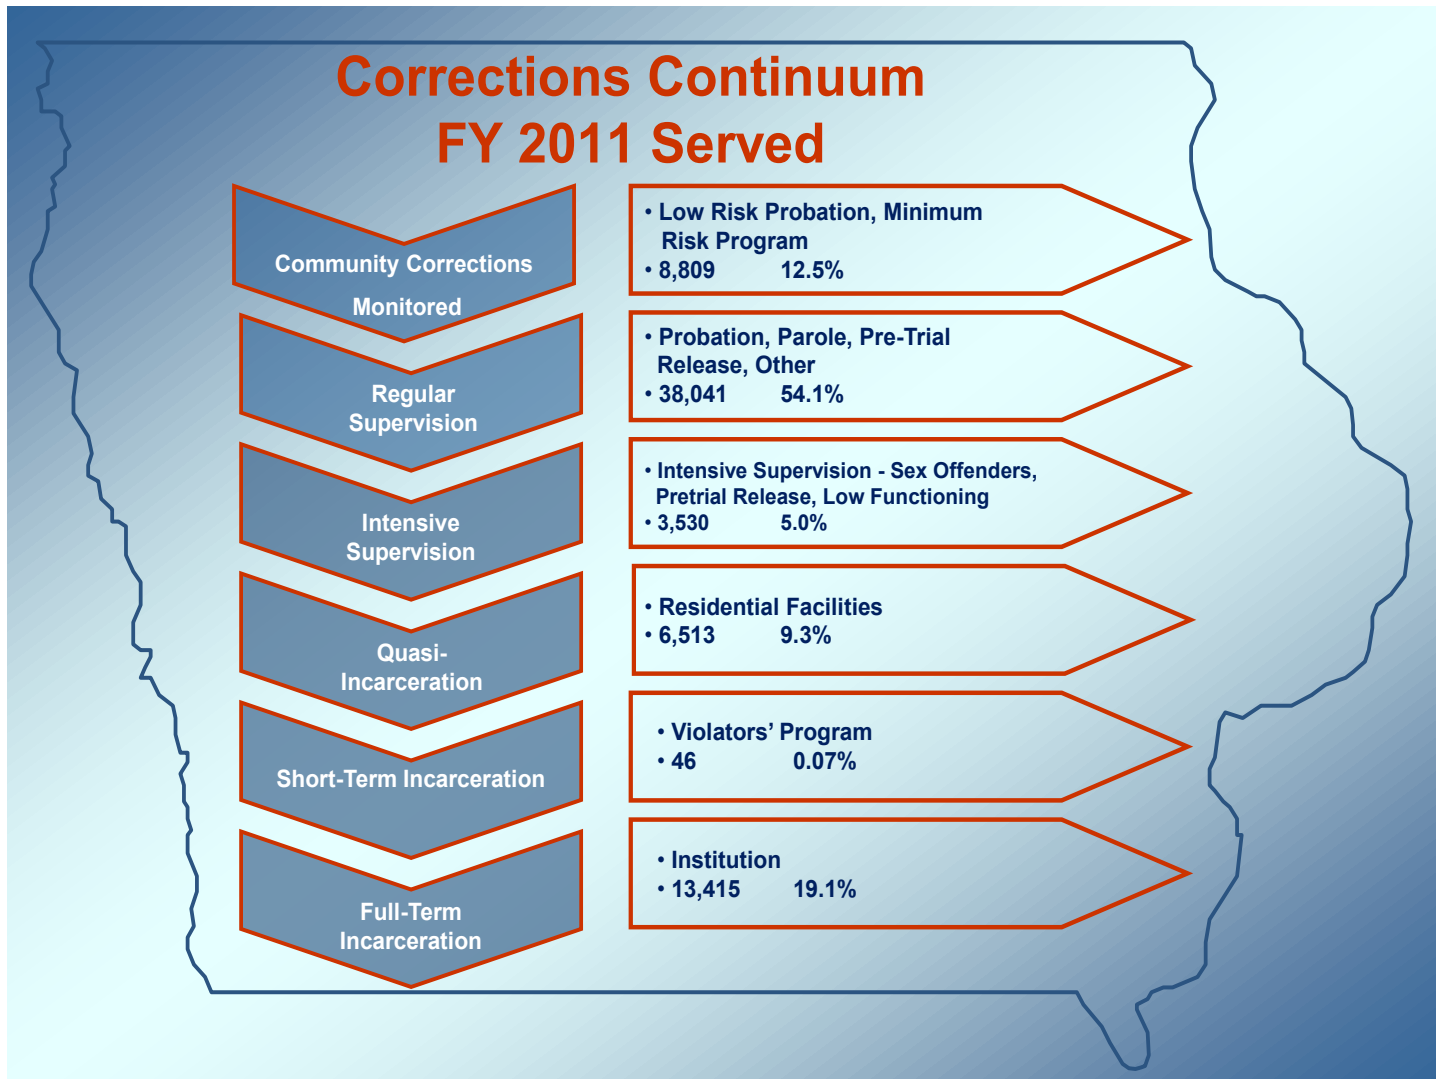 Corrections Continuum
FY 2011 Served
Community Corrections
Monitored
• Low Risk Probation, Minimum
Risk Program
• 8,809 12.5%
Regular
Supervision
• Probation, Parole, Pre-Trial
Release, Other
• 38,041 54.1%
Intensive
Supervision
• Intensive Supervision - Sex Offenders,
Pretrial Release, Low Functioning
• 3,530 5.0%
Quasi-
Incarceration
• Residential Facilities
• 6,513 9.3%
Short-Term Incarceration
• Violators’ Program
• 46 0.07%
Full-Term
Incarceration
• Institution
• 13,415 19.1%